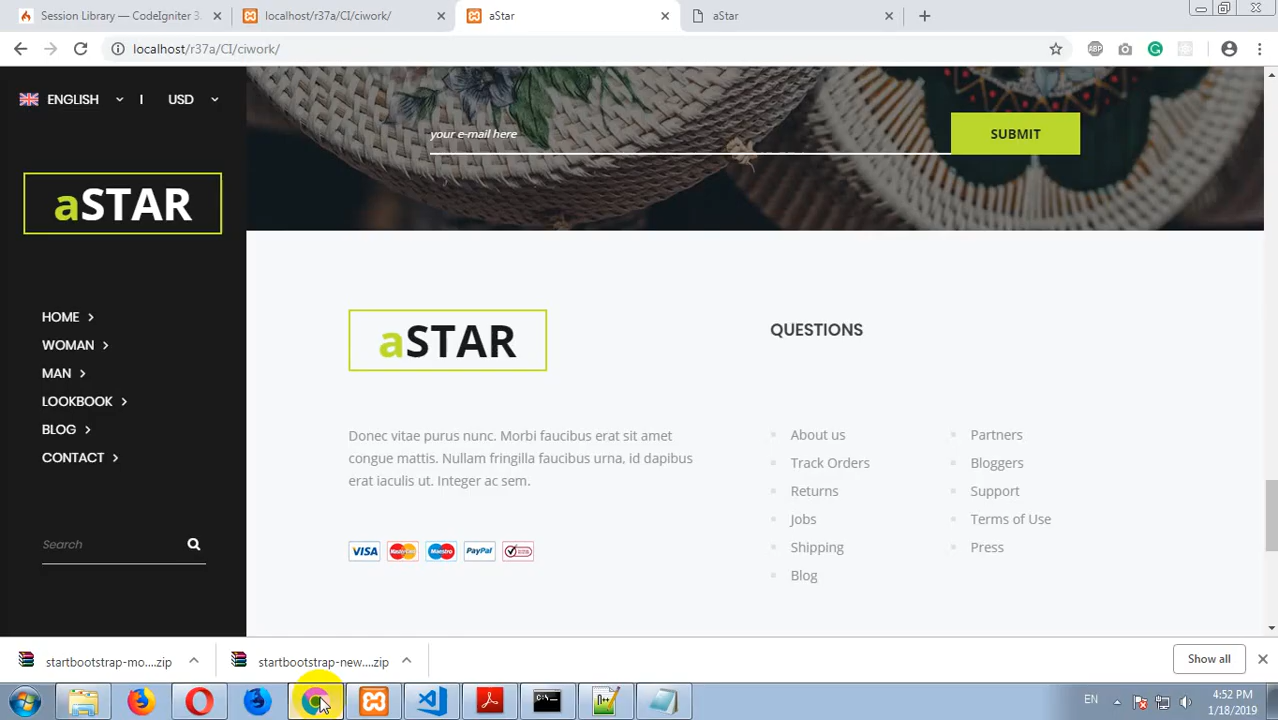 Session Library — CodeIgniter 3.
localhost/r37a/CI/ciwork/
aStar
aStar
localhost/r37a/CI/ciwork/
ABP
ENGLISH
USD
aSTAR
HOME
WOMAN
MAN
LOOKBOOK
BLOG
CONTACT
Search
your e-mail here
SUBMIT
aSTAR
Donec vitae purus nunc. Morbi faucibus erat sit amet
congue mattis. Nullam fringilla faucibus urna, id dapibus
erat iaculis ut. Integer ac sem.
VISA MasterCard Maestro PayPal
QUESTIONS
About us
Track Orders
Returns
Jobs
Shipping
Blog
Partners
Bloggers
Support
Terms of Use
Press
startbootstrap-mo....zip
startbootstrap-new....zip
Show all
EN
4:52 PM
1/18/2019